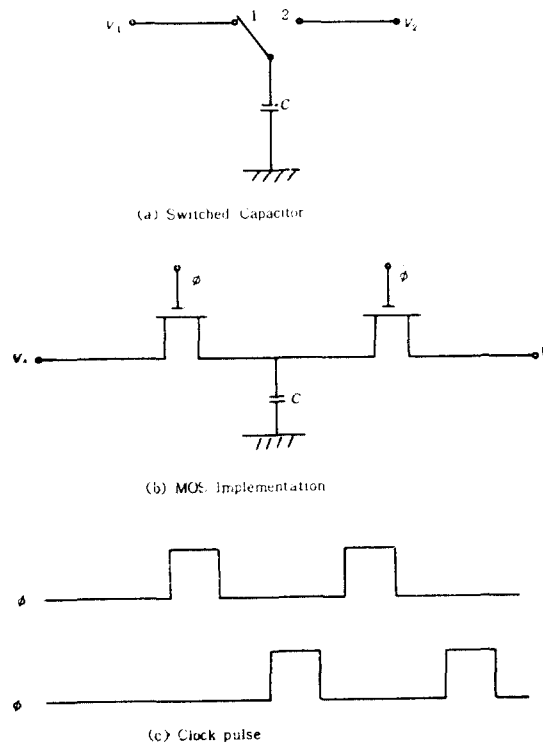 V₁ 1 2 V₂
C
(a) Switched Capacitor
φ φ
C
(b) MOS Implementation
φ
φ
(c) Clock pulse